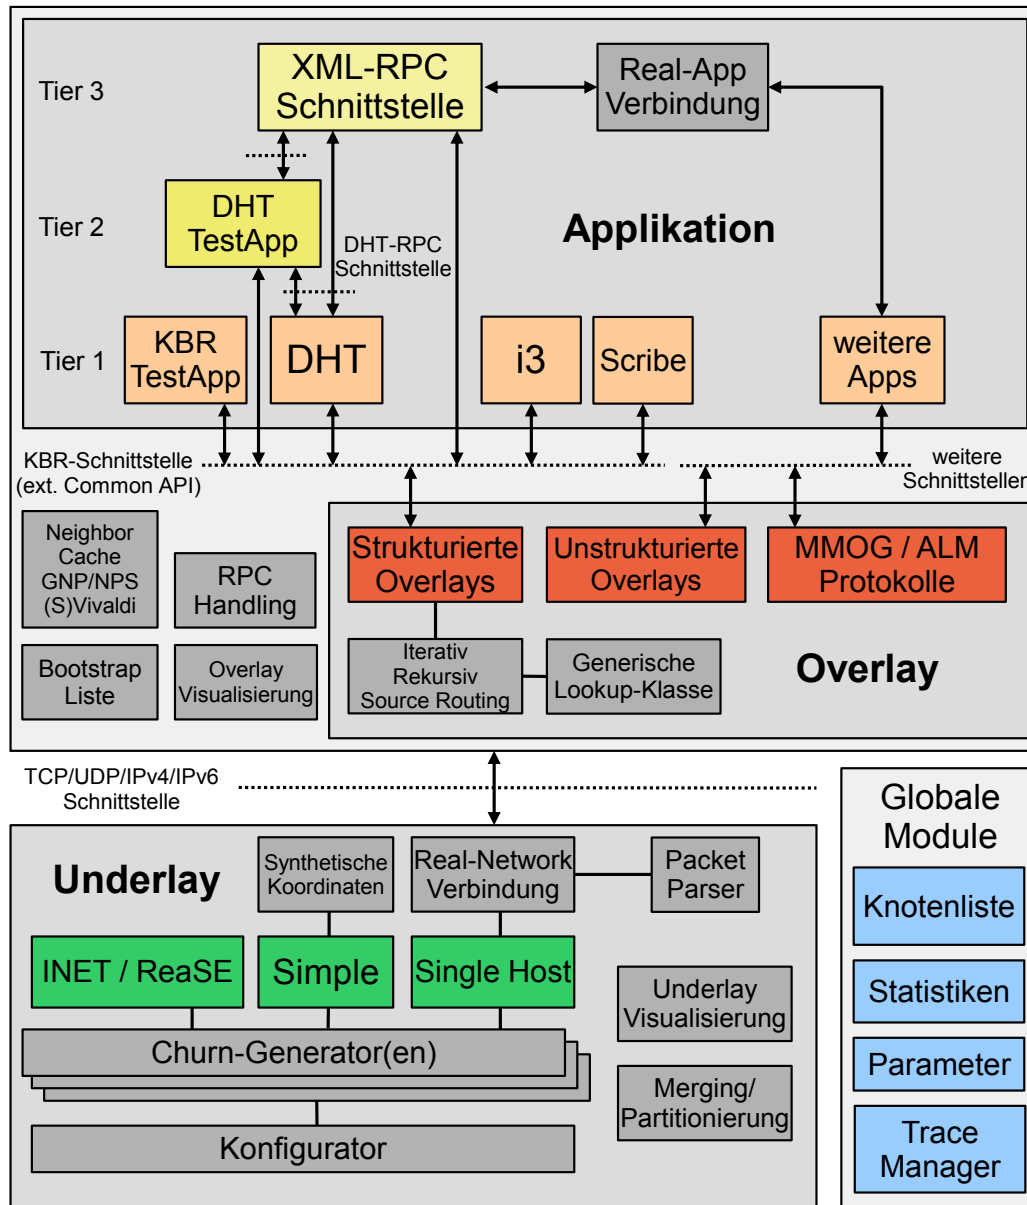 Tier 3
XML-RPC
Schnittstelle
Real-App
Verbindung
Tier 2
DHT
TestApp
DHT-RPC
Schnittstelle
Applikation
Tier 1
KBR
TestApp
DHT
i3
Scribe
weitere
Apps
KBR-Schnittstelle
(ext. Common API)
weitere
Schnittstellen
Neighbor
Cache
GNP/NPS
(S)Vivaldi
RPC
Handling
Bootstrap
Liste
Overlay
Visualisierung
Strukturierte
Overlays
Unstrukturierte
Overlays
MMOG / ALM
Protokolle
Iterativ
Rekursiv
Source Routing
Generische
Lookup-Klasse
Overlay
TCP/UDP/IPv4/IPv6
Schnittstelle
Underlay
Synthetische
Koordinaten
Real-Network
Verbindung
Packet
Parser
INET / ReaSE
Simple
Single Host
Underlay
Visualisierung
Churn-Generator(en)
Merging/
Partitionierung
Konfigurator
Globale
Module
Knotenliste
Statistiken
Parameter
Trace
Manager